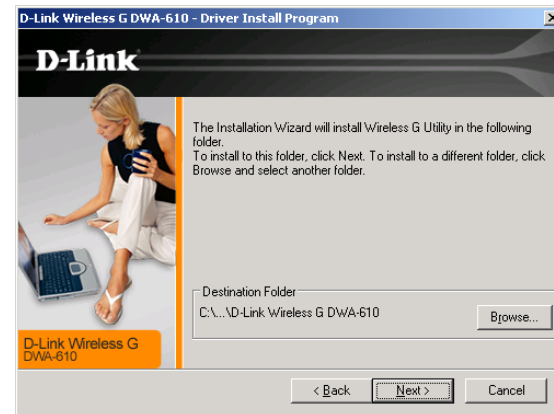 D-Link Wireless G DWA-610 - Driver Install Program
D-Link
The Installation Wizard will install Wireless G Utility in the following
folder.
To install to this folder, click Next. To install to a different folder, click
Browse and select another folder.
Destination Folder
C:\...\D-Link Wireless G DWA-610
Browse...
D-Link Wireless G
DWA-610
< Back
Next >
Cancel